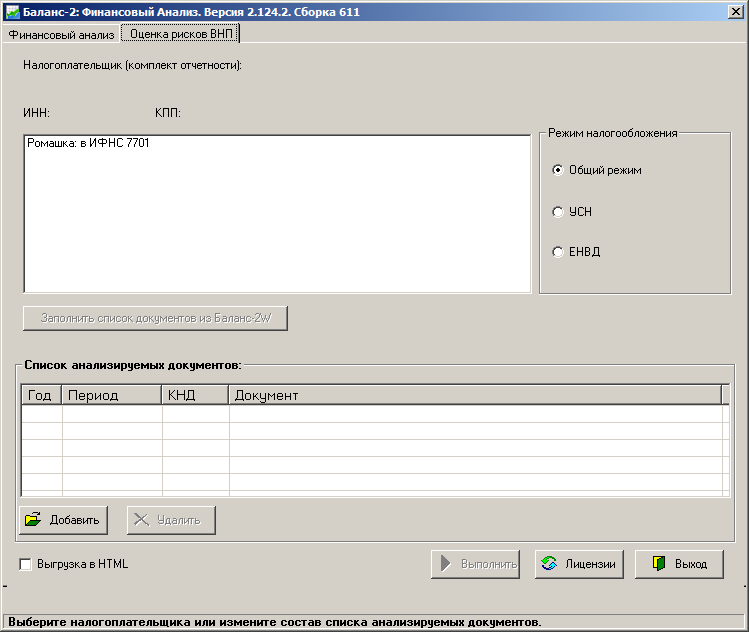 Баланс-2: Финансовый Анализ. Версия 2.124.2. Сборка 611
Финансовый анализ Оценка рисков ВНП
Налогоплательщик (комплект отчетности):
ИНН: КПП:
Ромашка: в ИФНС 7701
Режим налогообложения
Общий режим
УСН
ЕНВД
Заполнить список документов из Баланс-2W
Список анализируемых документов:
Год Период КНД Документ
Добавить Удалить
Выгрузка в HTML Выполнить Лицензии Выход
Выберите налогоплательщика или измените состав списка анализируемых документов.